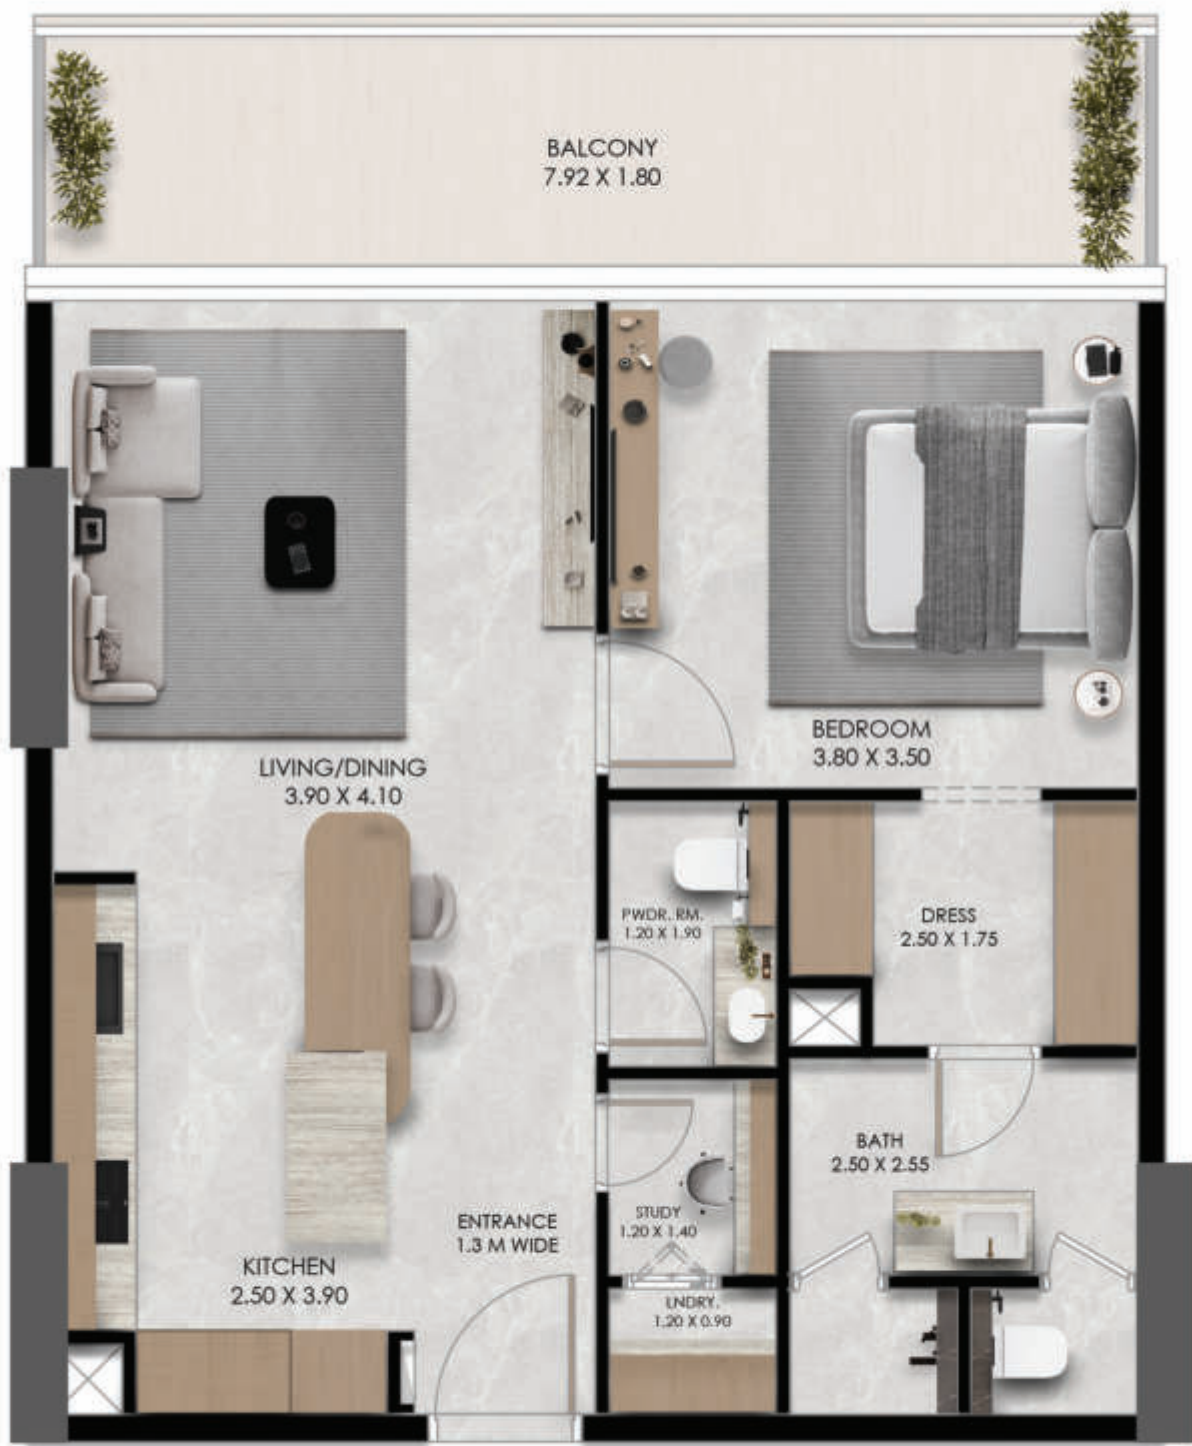 BALCONY
7.92 X 1.80
LIVING/DINING
3.90 X 4.10
BEDROOM
3.80 X 3.50
PWDR. RM.
1.20 X 1.90
DRESS
2.50 X 1.75
BATH
2.50 X 2.55
STUDY
1.20 X 1.40
ENTRANCE
1.3 M WIDE
KITCHEN
2.50 X 3.90
LNDRY.
1.20 X 0.90